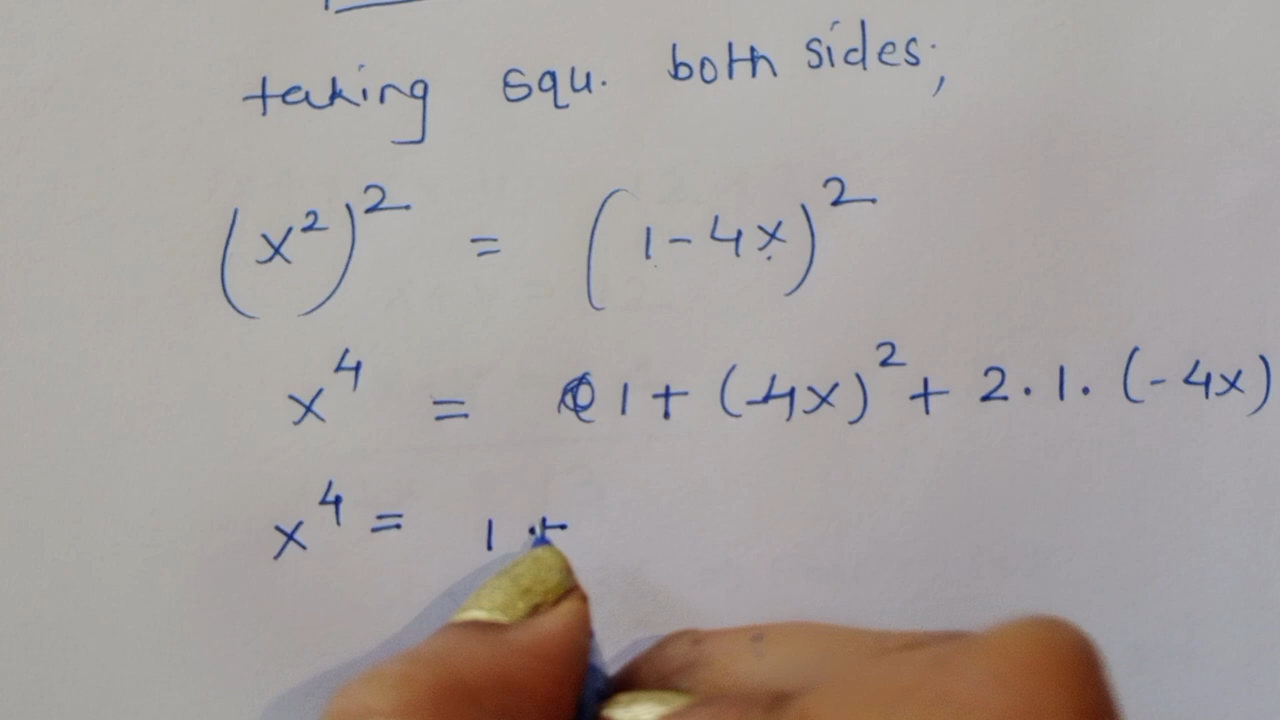 taking squ. both sides;
(x²)² = (1-4x)²
x⁴ = 1 + (-4x)² + 2.1.(-4x)
x⁴ = 1 +